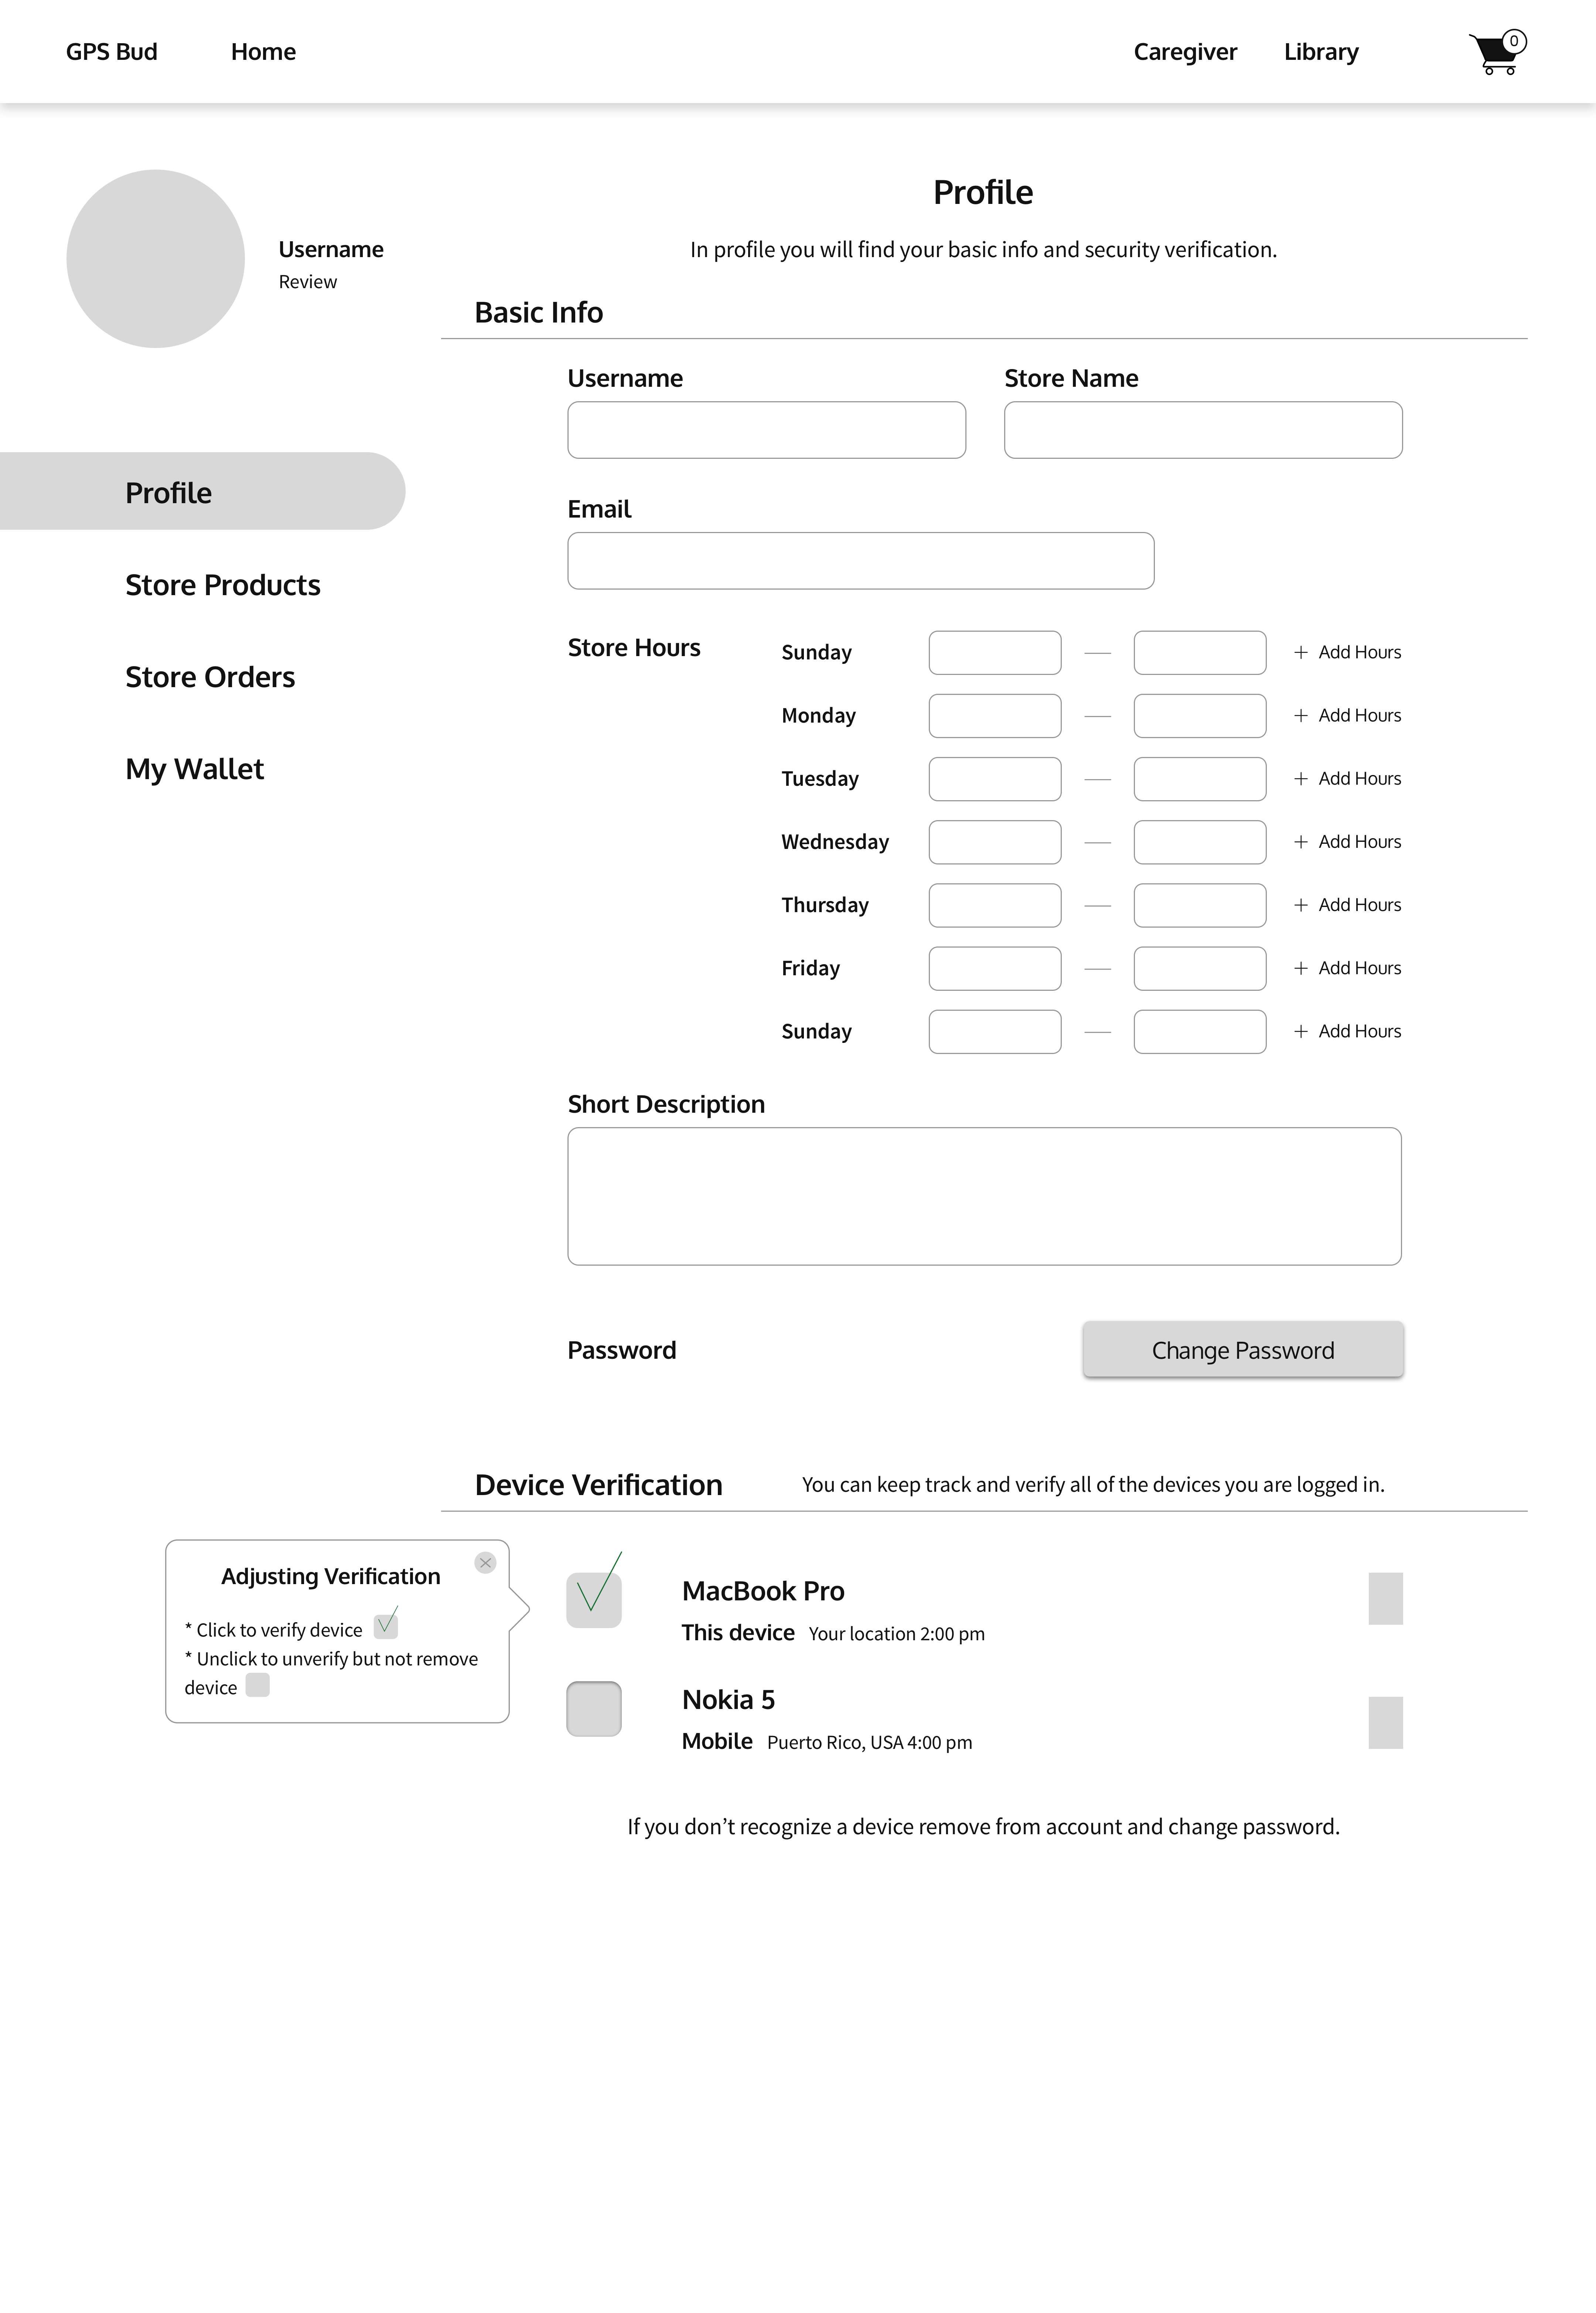 GPS Bud Home Caregiver Library 0
Profile
In profile you will find your basic info and security verification.
Username
Review
Basic Info
Username Store Name
Profile
Email
Store Products
Store Hours
Sunday + Add Hours
Store Orders
Monday + Add Hours
My Wallet
Tuesday + Add Hours
Wednesday + Add Hours
Thursday + Add Hours
Friday + Add Hours
Sunday + Add Hours
Short Description
Password Change Password
Device Verification You can keep track and verify all of the devices you are logged in.
Adjusting Verification
* Click to verify device
* Unclick to unverify but not remove
device
MacBook Pro
This device Your location 2:00 pm
Nokia 5
Mobile Puerto Rico, USA 4:00 pm
If you don’t recognize a device remove from account and change password.